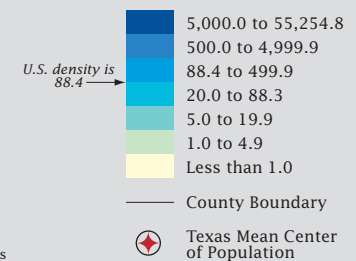 5,000.0 to 55,254.8
500.0 to 4,999.9
U.S. density is
88.4
88.4 to 499.9
20.0 to 88.3
5.0 to 19.9
1.0 to 4.9
Less than 1.0
County Boundary
Texas Mean Center
of Population
s